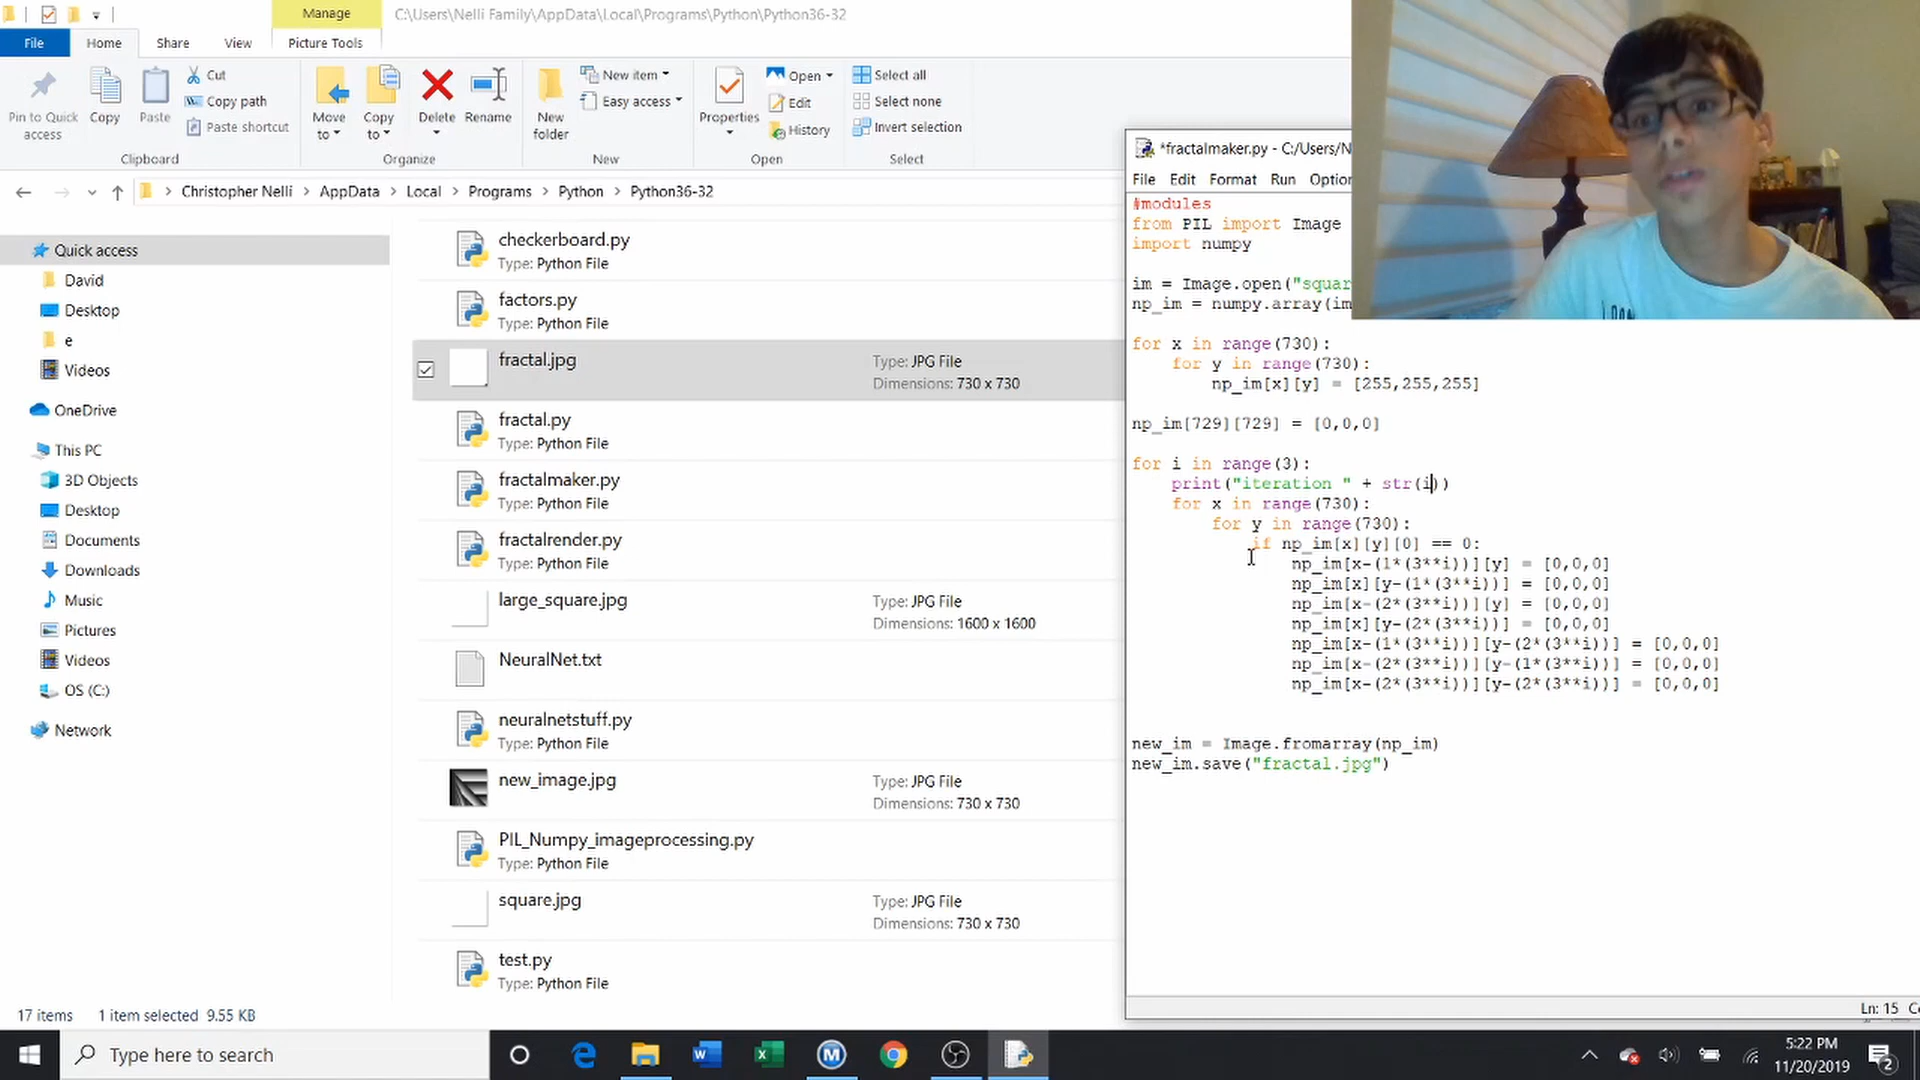 Manage
C:\Users\Nelli Family\AppData\Local\Programs\Python\Python36-32
File
Home
Share
View
Picture Tools
Pin to Quick access
Copy
Paste
Cut
Copy path
Paste shortcut
Clipboard
Move to
Copy to
Delete
Rename
Organize
New folder
New item
Easy access
New
Properties
Open
Edit
History
Open
Select all
Select none
Invert selection
Select
Christopher Nelli > AppData > Local > Programs > Python > Python36-32
Quick access
David
Desktop
e
Videos
OneDrive
This PC
3D Objects
Desktop
Documents
Downloads
Music
Pictures
Videos
OS (C:)
Network
checkerboard.py
Type: Python File
factors.py
Type: Python File
fractal.jpg
Type: JPG File
Dimensions: 730 x 730
fractal.py
Type: Python File
fractalmaker.py
Type: Python File
fractalrender.py
Type: Python File
large_square.jpg
Type: JPG File
Dimensions: 1600 x 1600
NeuralNet.txt
neuralnetstuff.py
Type: Python File
new_image.jpg
Type: JPG File
Dimensions: 730 x 730
PIL_Numpy_imageprocessing.py
Type: Python File
square.jpg
Type: JPG File
Dimensions: 730 x 730
test.py
Type: Python File
17 items 1 item selected 9.55 KB
*fractalmaker.py - C:/Users/N
File Edit Format Run Option
#modules
from PIL import Image
import numpy
im = Image.open("squar
np_im = numpy.array(im
for x in range(730):
    for y in range(730):
        np_im[x][y] = [255,255,255]
np_im[729][729] = [0,0,0]
for i in range(3):
    print("iteration " + str(i))
    for x in range(730):
        for y in range(730):
            if np_im[x][y][0] == 0:
                np_im[x-(1*(3**i))][y] = [0,0,0]
                np_im[x][y-(1*(3**i))] = [0,0,0]
                np_im[x-(2*(3**i))][y] = [0,0,0]
                np_im[x][y-(2*(3**i))] = [0,0,0]
                np_im[x-(1*(3**i))][y-(2*(3**i))] = [0,0,0]
                np_im[x-(2*(3**i))][y-(1*(3**i))] = [0,0,0]
                np_im[x-(2*(3**i))][y-(2*(3**i))] = [0,0,0]
new_im = Image.fromarray(np_im)
new_im.save("fractal.jpg")
Ln: 15 C
Type here to search
5:22 PM
11/20/2019
2